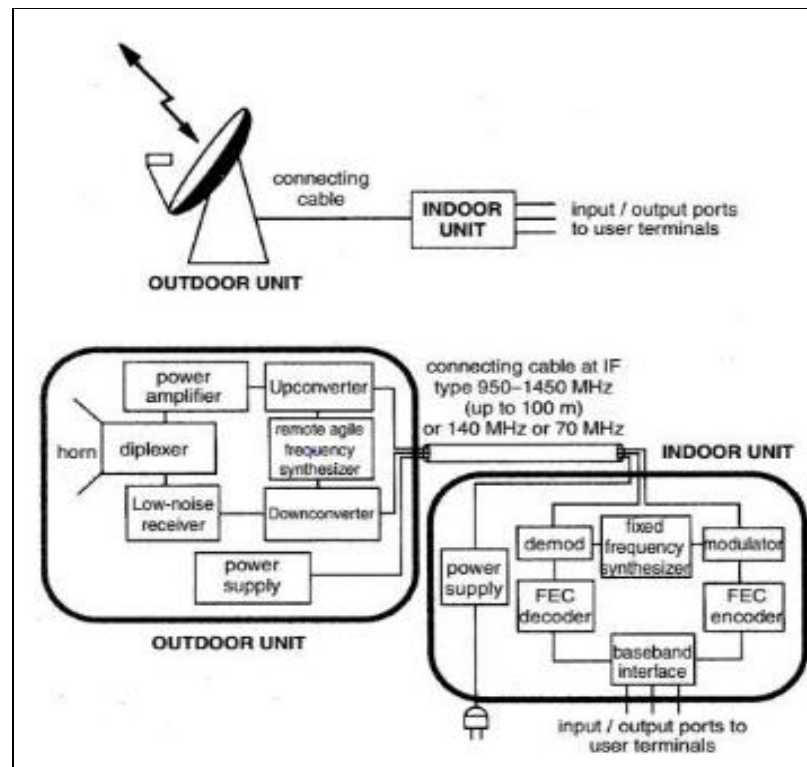 connecting
cable
INDOOR
UNIT
input / output ports
to user terminals
OUTDOOR UNIT
connecting cable at IF
type 950–1450 MHz
(up to 100 m)
or 140 MHz or 70 MHz
power
amplifier
Upconverter
horn
diplexer
remote agile
frequency
synthesizer
Low-noise
receiver
Downconverter
power
supply
OUTDOOR UNIT
INDOOR UNIT
power
supply
demod
fixed
frequency
synthesizer
modulator
FEC
decoder
FEC
encoder
baseband
interface
input / output ports to
user terminals